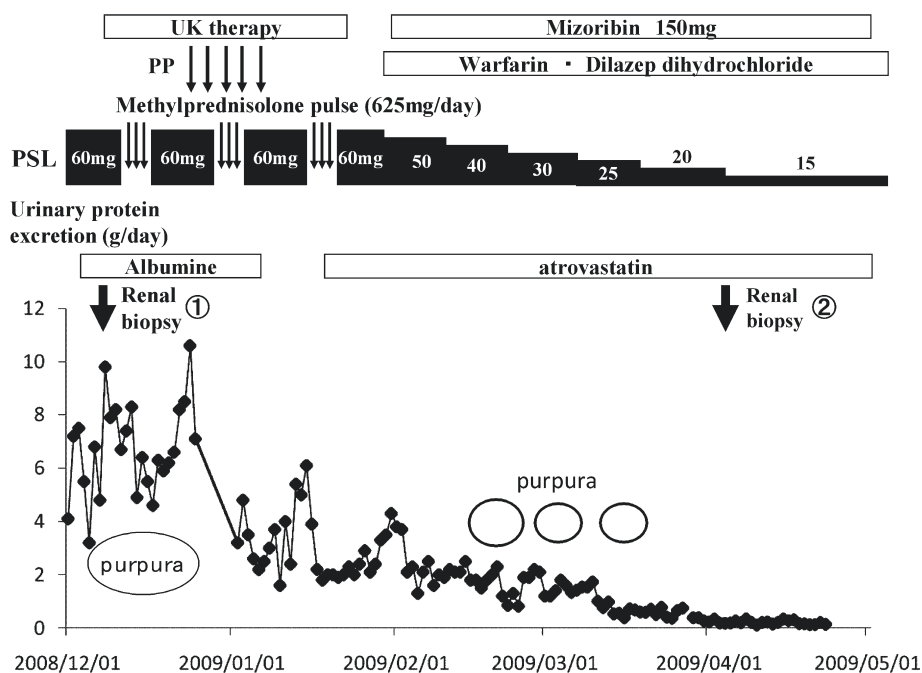 UK therapy
Mizoribin 150mg
PP
Warfarin ・ Dilazep dihydrochloride
Methylprednisolone pulse (625mg/day)
PSL
60mg 60mg 60mg 60mg 50 40 30 25 20 15
Urinary protein
excretion (g/day)
Albumine
atrovastatin
Renal
biopsy ①
Renal
biopsy ②
12
10
8
6
4
2
0
purpura
purpura
2008/12/01 2009/01/01 2009/02/01 2009/03/01 2009/04/01 2009/05/01